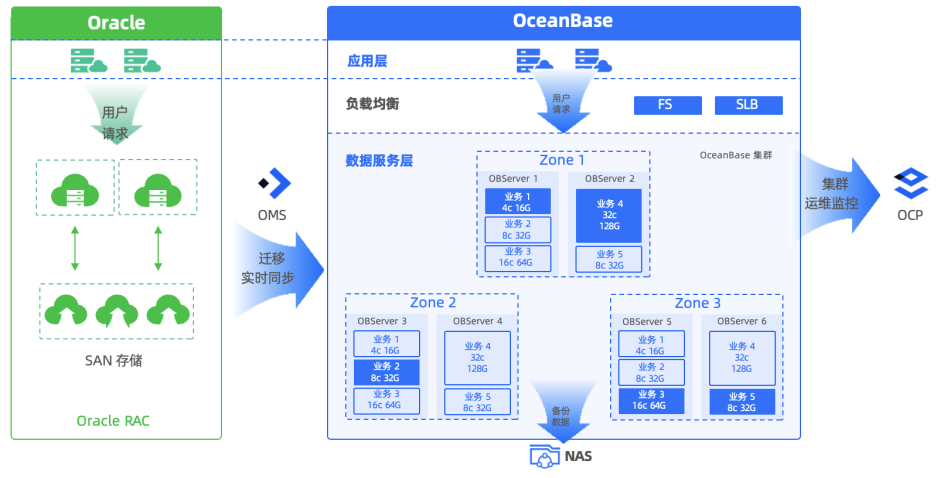 Oracle
用户
请求
SAN 存储
Oracle RAC
OMS
迁移
实时同步
OceanBase
应用层
负载均衡
用户
请求
FS
SLB
数据服务层
OceanBase 集群
Zone 1
OBServer 1
业务 1
4c 16G
业务 2
8c 32G
业务 3
16c 64G
OBServer 2
业务 4
32c
128G
业务 5
8c 32G
Zone 2
OBServer 3
业务 1
4c 16G
业务 2
8c 32G
业务 3
16c 64G
OBServer 4
业务 4
32c
128G
业务 5
8c 32G
Zone 3
OBServer 5
业务 1
4c 16G
业务 2
8c 32G
业务 3
16c 64G
OBServer 6
业务 4
32c
128G
业务 5
8c 32G
备份
数据
NAS
集群
运维监控
OCP